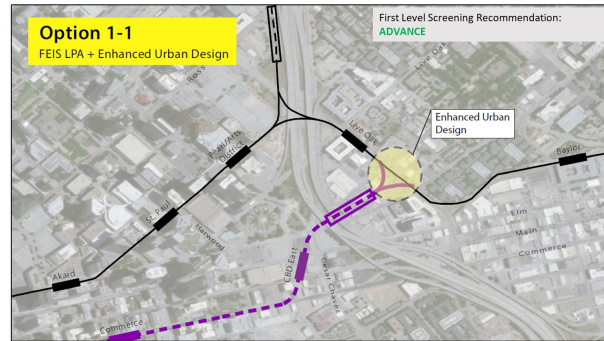 Option 1-1
FEIS LPA + Enhanced Urban Design
First Level Screening Recommendation:
ADVANCE
Ross
Live Oak
Enhanced Urban
Design
Live Oak
Pearl/Arts
District
Baylor
St. Paul
Harwood
Elm
Main
Commerce
CBD East
Cesar Chavez
Akard
Commerce